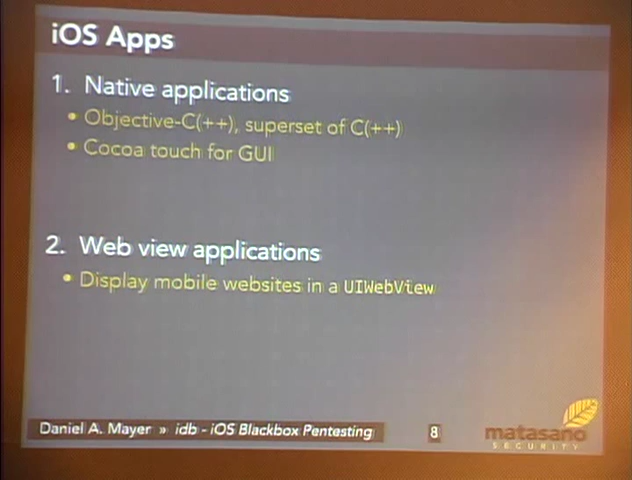 iOS Apps
1. Native applications
• Objective-C(++), superset of C(++)
• Cocoa touch for GUI
2. Web view applications
• Display mobile websites in a UIWebView
Daniel A. Mayer » idb - iOS Blackbox Pentesting
8
matasano
SECURITY